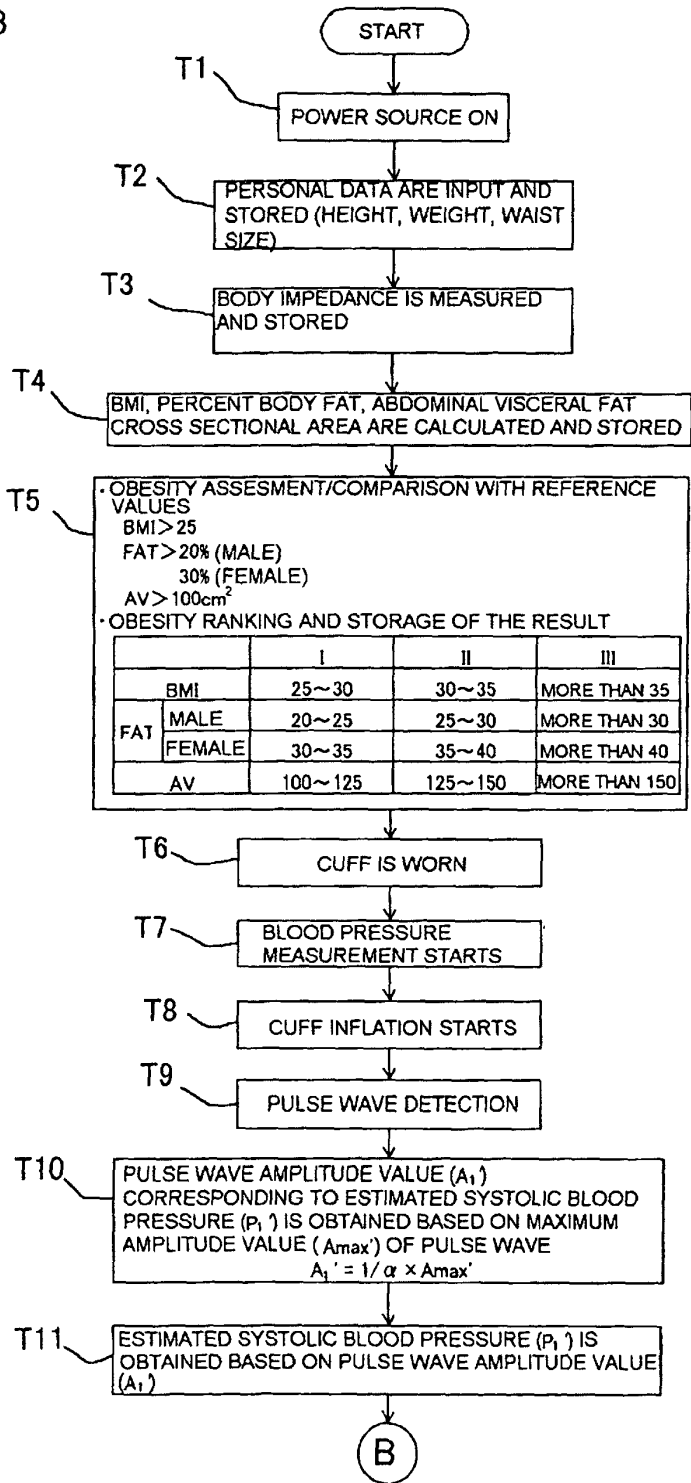 3
START
T1
POWER SOURCE ON
T2
PERSONAL DATA ARE INPUT AND
STORED (HEIGHT, WEIGHT, WAIST
SIZE)
T3
BODY IMPEDANCE IS MEASURED
AND STORED
T4
BMI, PERCENT BODY FAT, ABDOMINAL VISCERAL FAT
CROSS SECTIONAL AREA ARE CALCULATED AND STORED
T5
· OBESITY ASSESMENT/COMPARISON WITH REFERENCE
VALUES
BMI>25
FAT>20% (MALE)
30% (FEMALE)
AV>100cm²
· OBESITY RANKING AND STORAGE OF THE RESULT
I II III
BMI 25~30 30~35 MORE THAN 35
FAT MALE 20~25 25~30 MORE THAN 30
FEMALE 30~35 35~40 MORE THAN 40
AV 100~125 125~150 MORE THAN 150
T6
CUFF IS WORN
T7
BLOOD PRESSURE
MEASUREMENT STARTS
T8
CUFF INFLATION STARTS
T9
PULSE WAVE DETECTION
T10
PULSE WAVE AMPLITUDE VALUE (A₁')
CORRESPONDING TO ESTIMATED SYSTOLIC BLOOD
PRESSURE (P₁') IS OBTAINED BASED ON MAXIMUM
AMPLITUDE VALUE (Amax') OF PULSE WAVE
A₁' = 1/α × Amax'
T11
ESTIMATED SYSTOLIC BLOOD PRESSURE (P₁') IS
OBTAINED BASED ON PULSE WAVE AMPLITUDE VALUE
(A₁')
B